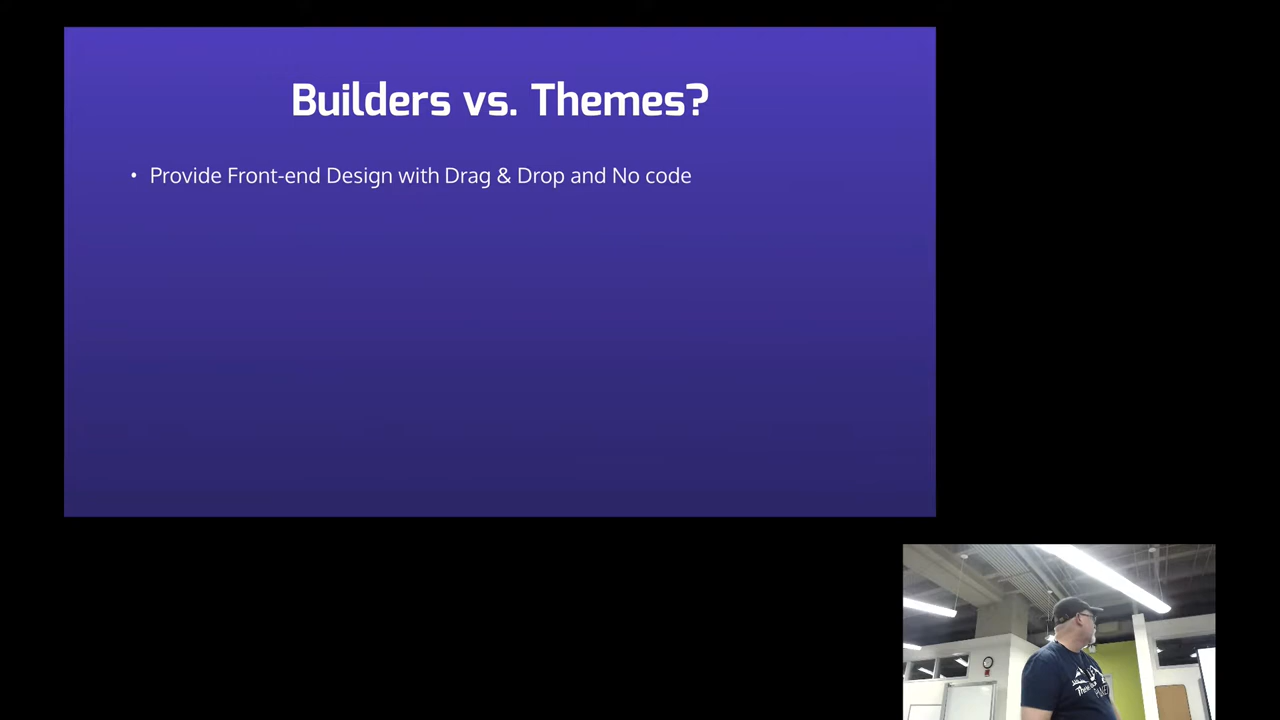 Builders vs. Themes?
• Provide Front-end Design with Drag & Drop and No code